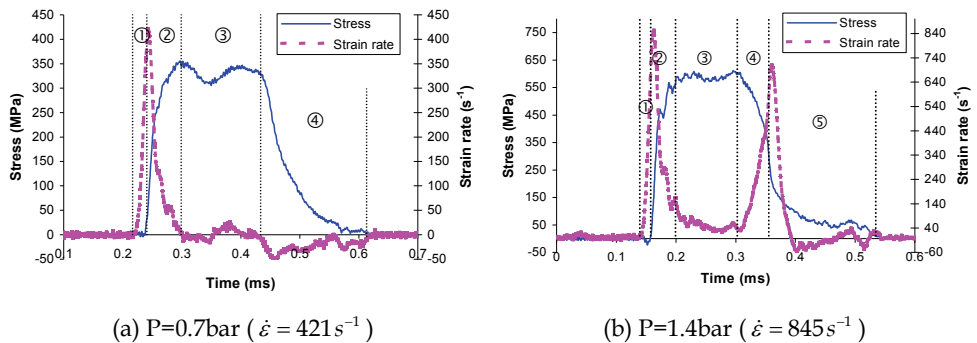 450
400
350
300
250
200
150
100
50
0
-50
Stress (MPa)
① ② ③ ④
Stress
Strain rate
450
400
350
300
250
200
150
100
50
0
-50
Strain rate (s⁻¹)
0.1 0.2 0.3 0.4 0.5 0.6 0.7
Time (ms)
(a) P=0.7bar ( ε̇ = 421s⁻¹ )
750
650
550
450
350
250
150
50
-50
Stress (MPa)
① ② ③ ④ ⑤
Stress
Strain rate
840
740
640
540
440
340
240
140
40
-60
Strain rate (s⁻¹)
0.1 0.2 0.3 0.4 0.5 0.6
Time (ms)
(b) P=1.4bar ( ε̇ = 845s⁻¹ )